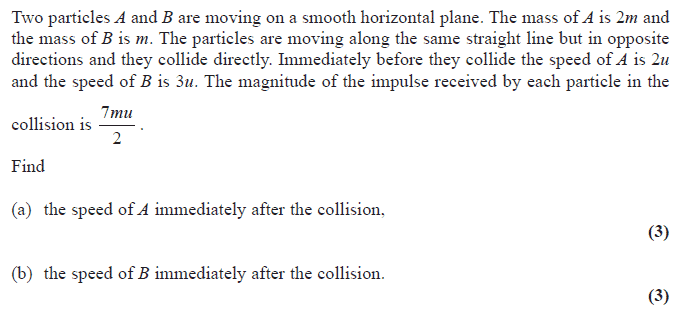 Two particles A and B are moving on a smooth horizontal plane. The mass of A is 2m and
the mass of B is m. The particles are moving along the same straight line but in opposite
directions and they collide directly. Immediately before they collide the speed of A is 2u
and the speed of B is 3u. The magnitude of the impulse received by each particle in the
collision is 7mu/2.
Find
(a) the speed of A immediately after the collision,
(3)
(b) the speed of B immediately after the collision.
(3)